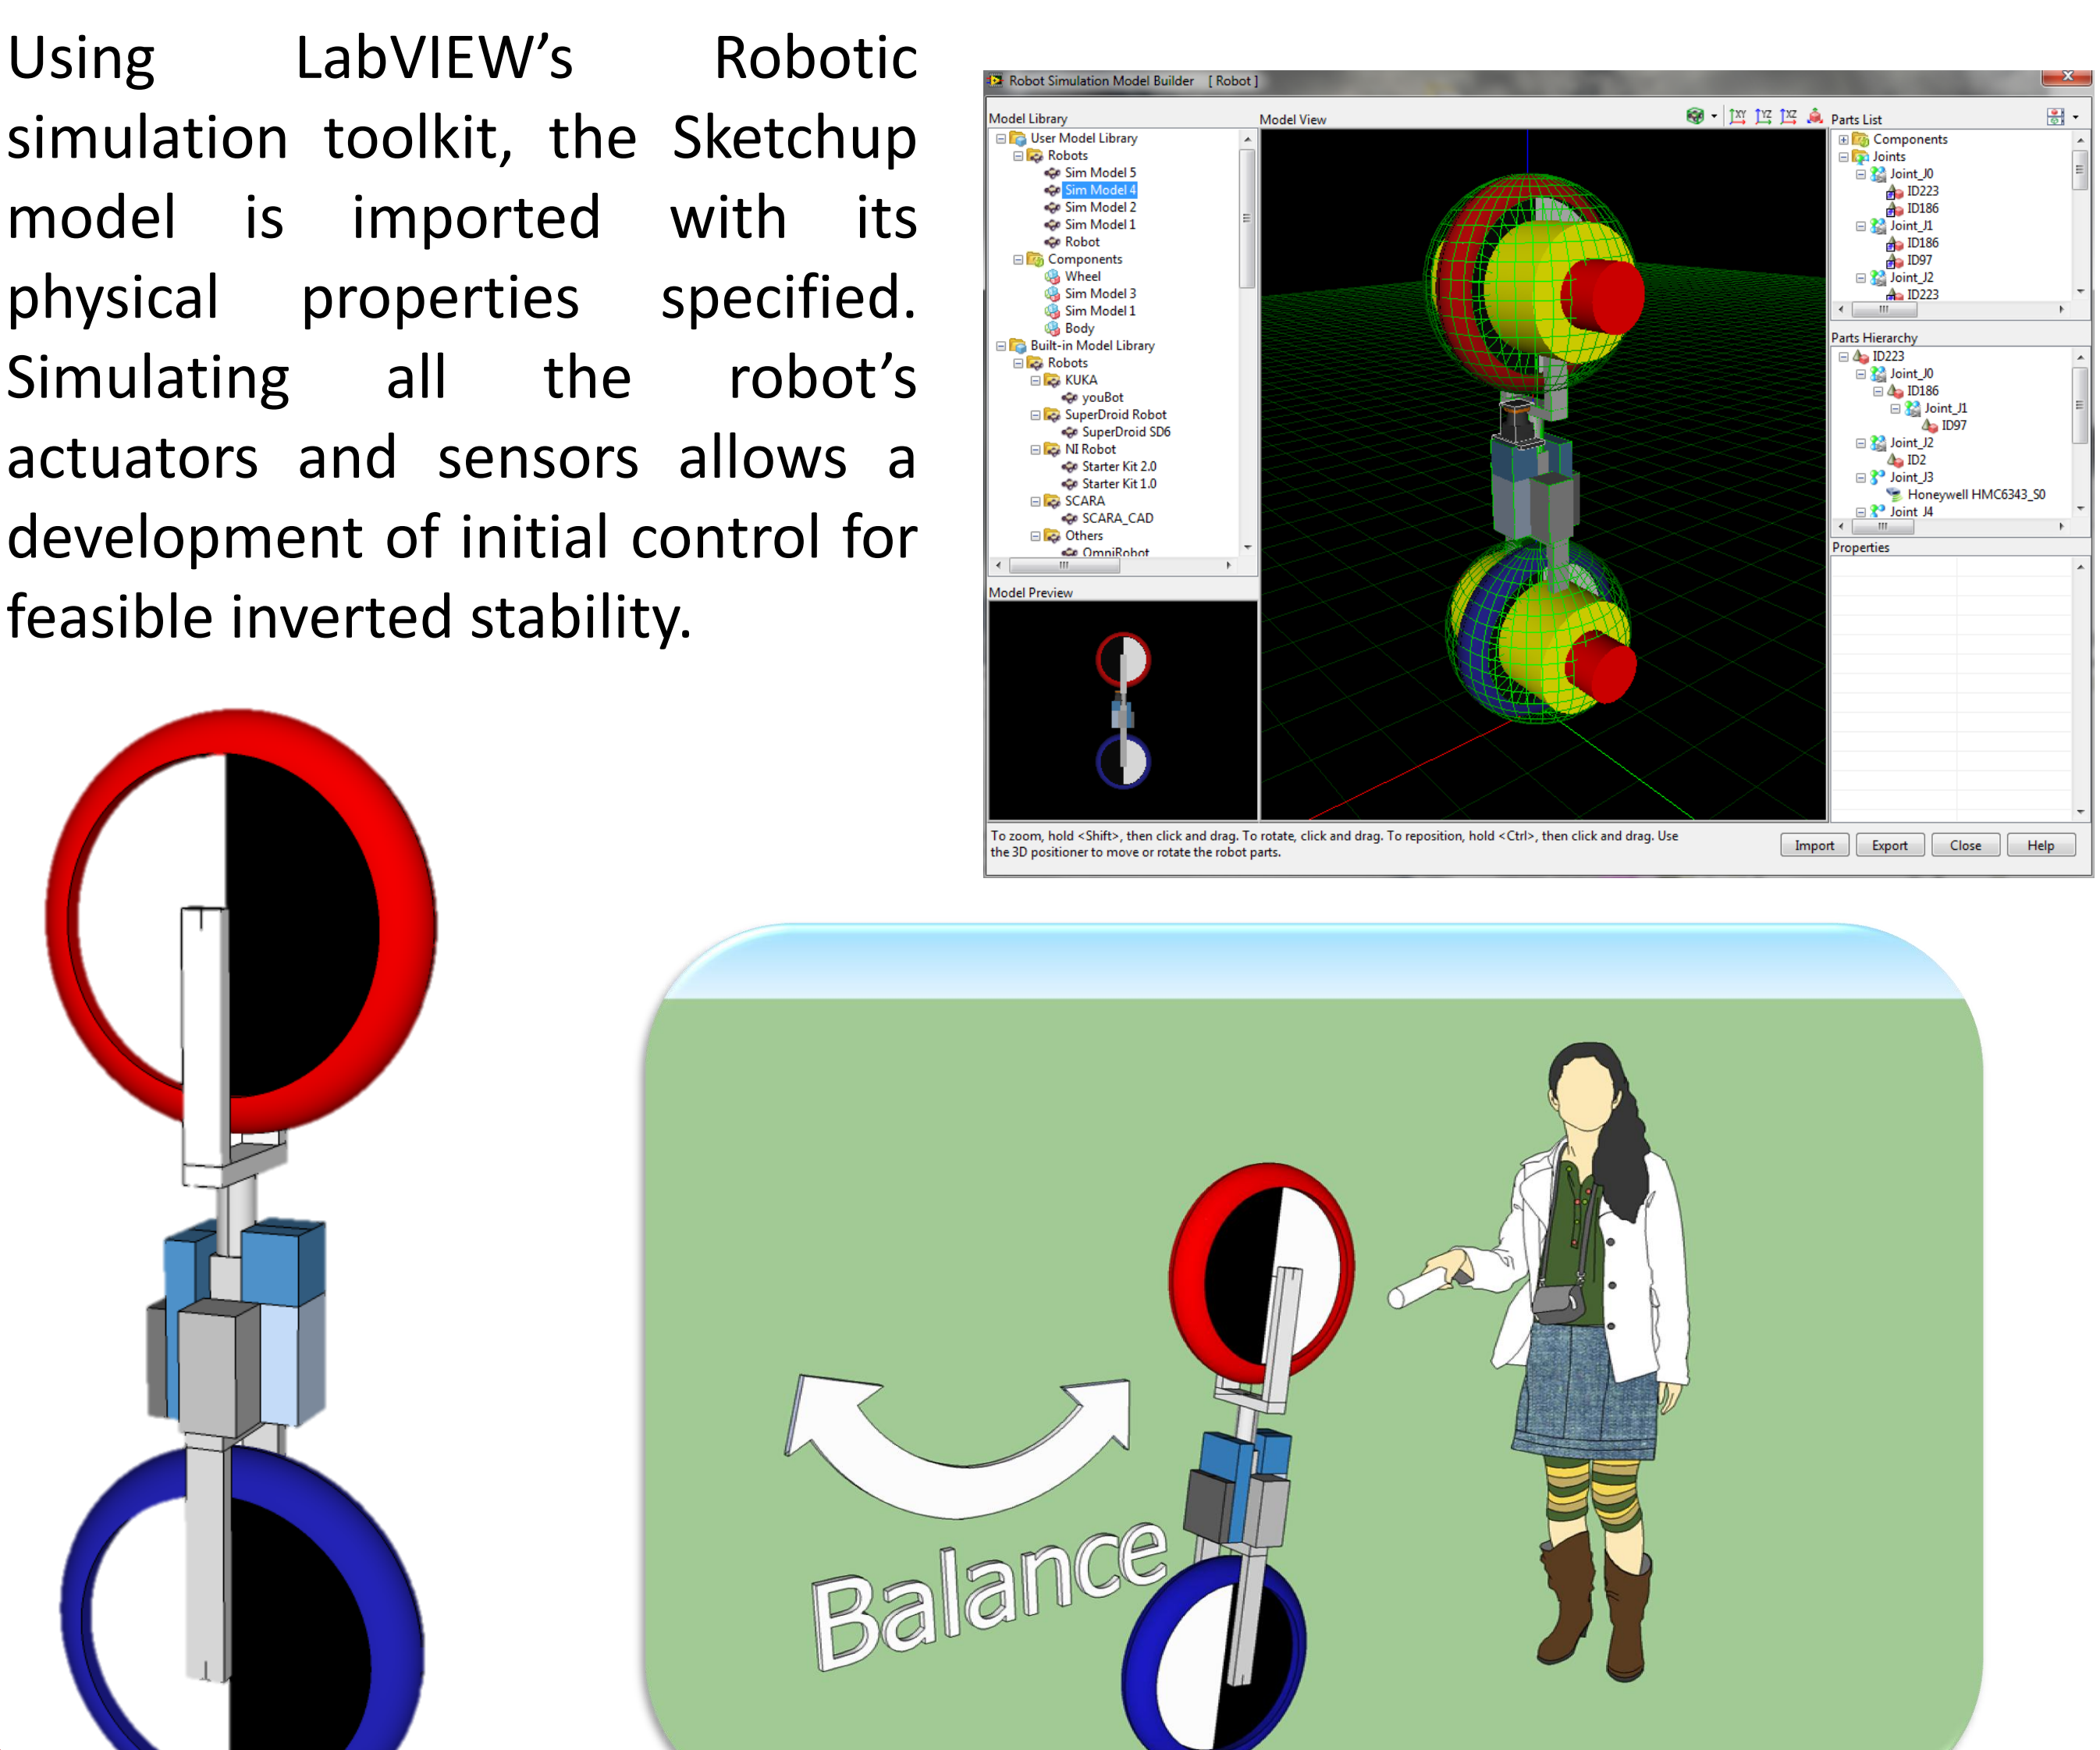 Using LabVIEW’s Robotic
simulation toolkit, the Sketchup
model is imported with its
physical properties specified.
Simulating all the robot’s
actuators and sensors allows a
development of initial control for
feasible inverted stability.
Robot Simulation Model Builder [ Robot ]
Model Library
User Model Library
Robots
Sim Model 5
Sim Model 4
Sim Model 2
Sim Model 1
Robot
Components
Wheel
Sim Model 3
Sim Model 1
Body
Built-in Model Library
Robots
KUKA
youBot
SuperDroid Robot
SuperDroid SD6
NI Robot
Starter Kit 2.0
Starter Kit 1.0
SCARA
SCARA_CAD
Others
OmniRobot
Model Preview
Model View
XY YZ XZ
Parts List
Components
Joints
Joint_J0
ID223
ID186
Joint_J1
ID186
ID97
Joint_J2
ID223
Parts Hierarchy
ID223
Joint_J0
ID186
Joint_J1
ID97
Joint_J2
ID2
Joint_J3
Honeywell HMC6343_S0
Joint J4
Properties
To zoom, hold <Shift>, then click and drag. To rotate, click and drag. To reposition, hold <Ctrl>, then click and drag. Use
the 3D positioner to move or rotate the robot parts.
Import Export Close Help
Balance